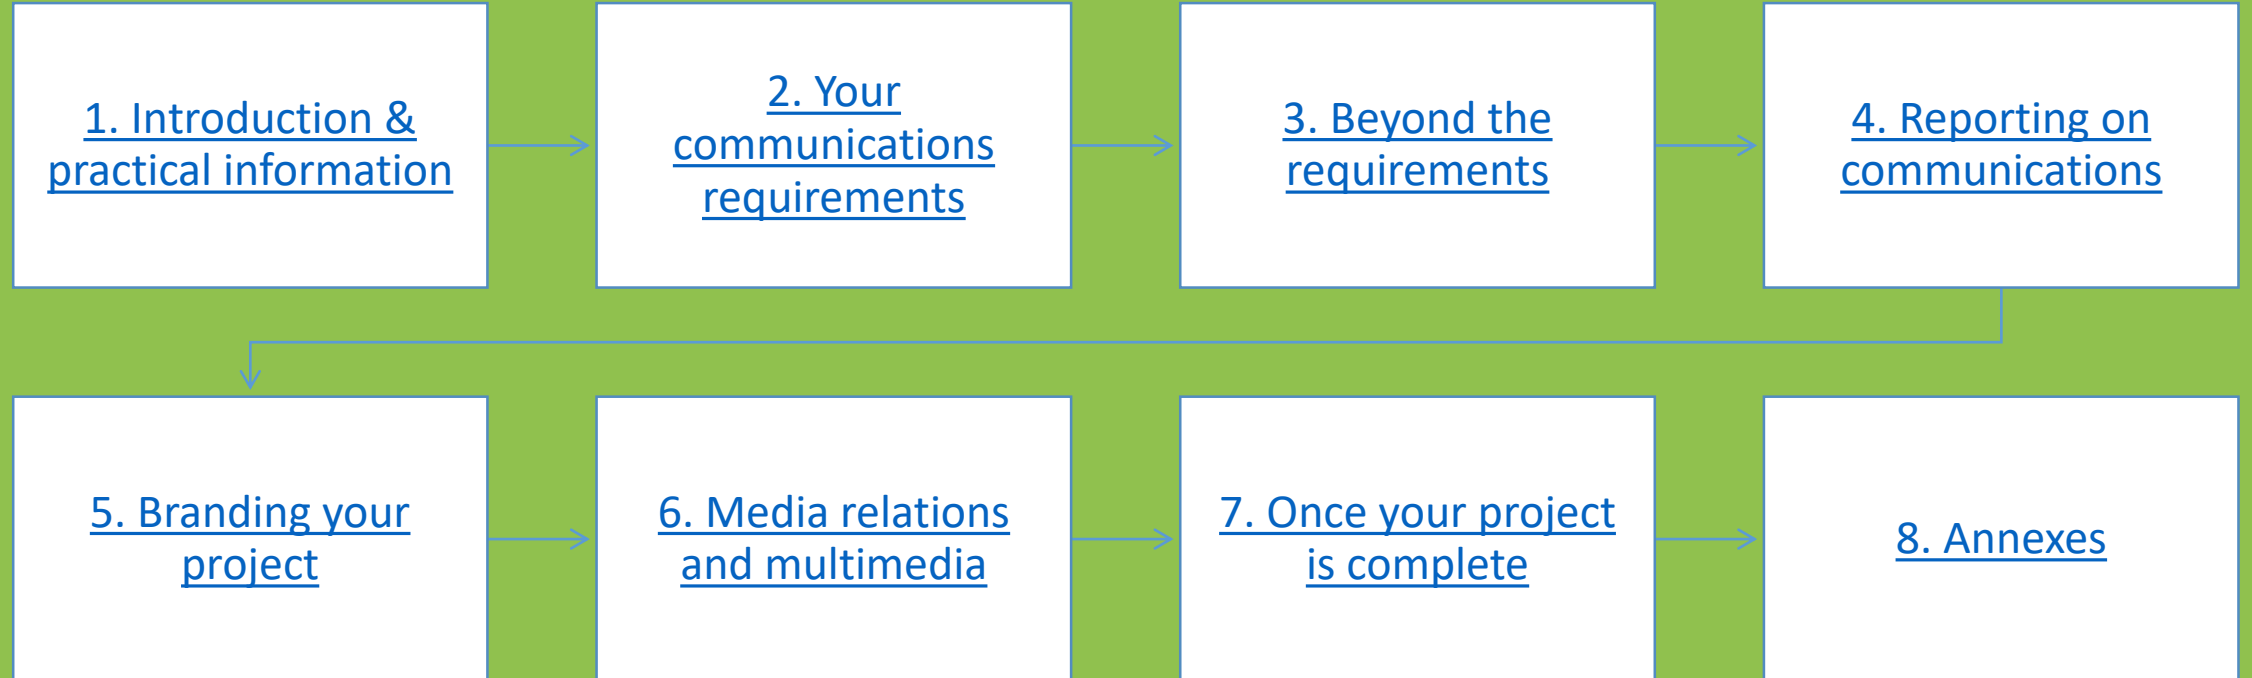 1. Introduction &
practical information
2. Your
communications
requirements
3. Beyond the
requirements
4. Reporting on
communications
5. Branding your
project
6. Media relations
and multimedia
7. Once your project
is complete
8. Annexes